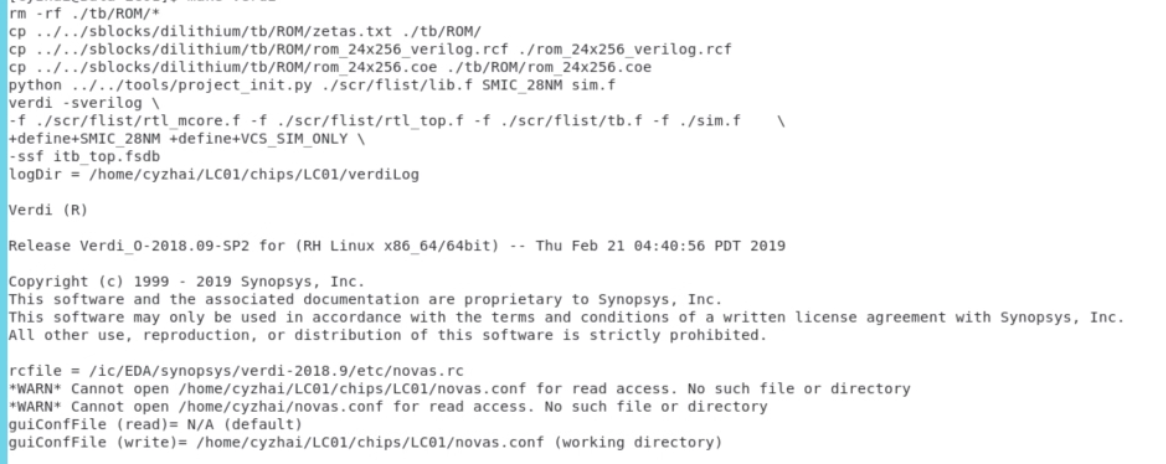 rm -rf ./tb/ROM/*
cp ../../sblocks/dilithium/tb/ROM/zetas.txt ./tb/ROM/
cp ../../sblocks/dilithium/tb/ROM/rom_24x256_verilog.rcf ./rom_24x256_verilog.rcf
cp ../../sblocks/dilithium/tb/ROM/rom_24x256.coe ./tb/ROM/rom_24x256.coe
python ../../tools/project_init.py ./scr/flist/lib.f SMIC_28NM sim.f
verdi -sverilog \
-f ./scr/flist/rtl_mcore.f -f ./scr/flist/rtl_top.f -f ./scr/flist/tb.f -f ./sim.f    \
+define+SMIC_28NM +define+VCS_SIM_ONLY \
-ssf itb_top.fsdb
logDir = /home/cyzhai/LC01/chips/LC01/verdiLog
Verdi (R)
Release Verdi_O-2018.09-SP2 for (RH Linux x86_64/64bit) -- Thu Feb 21 04:40:56 PDT 2019
Copyright (c) 1999 - 2019 Synopsys, Inc.
This software and the associated documentation are proprietary to Synopsys, Inc.
This software may only be used in accordance with the terms and conditions of a written license agreement with Synopsys, Inc.
All other use, reproduction, or distribution of this software is strictly prohibited.
rcfile = /ic/EDA/synopsys/verdi-2018.9/etc/novas.rc
*WARN* Cannot open /home/cyzhai/LC01/chips/LC01/novas.conf for read access. No such file or directory
*WARN* Cannot open /home/cyzhai/novas.conf for read access. No such file or directory
guiConfFile (read)= N/A (default)
guiConfFile (write)= /home/cyzhai/LC01/chips/LC01/novas.conf (working directory)